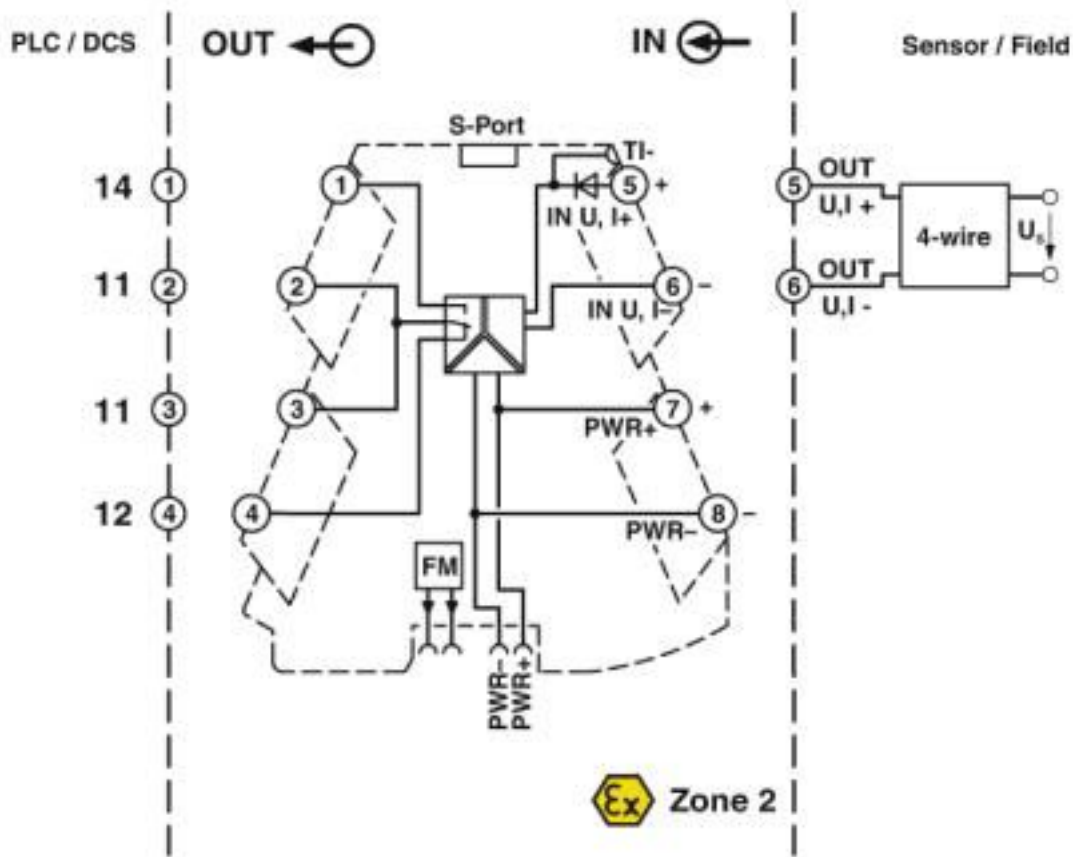 PLC / DCS
OUT
IN
Sensor / Field
S-Port
TI-
14
1
1
5
+
5
OUT
U,I +
IN U, I+
4-wire
Us
11
2
2
6
–
6
OUT
U,I -
IN U, I–
11
3
3
7
+
PWR+
12
4
4
8
–
PWR–
FM
PWR–
PWR+
Ex
Zone 2